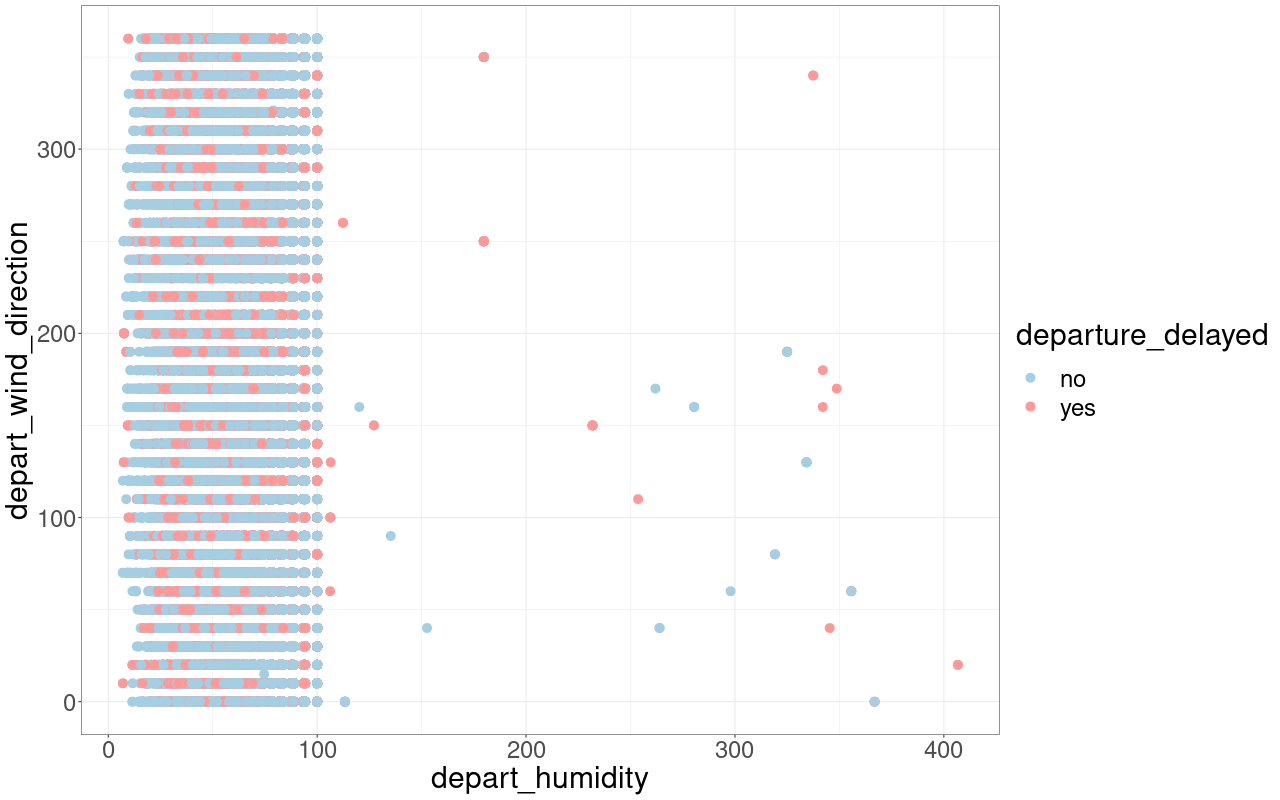 300
200
100
0
0 100 200 300 400
depart_humidity
depart_wind_direction
departure_delayed
no
yes